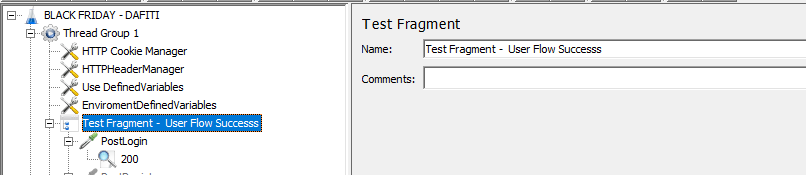 BLACK FRIDAY - DAFITI
Thread Group 1
HTTP Cookie Manager
HTTPHeaderManager
Use DefinedVariables
EnviromentDefinedVariables
Test Fragment - User Flow Successs
PostLogin
200
Test Fragment
Name: Test Fragment - User Flow Successs
Comments: